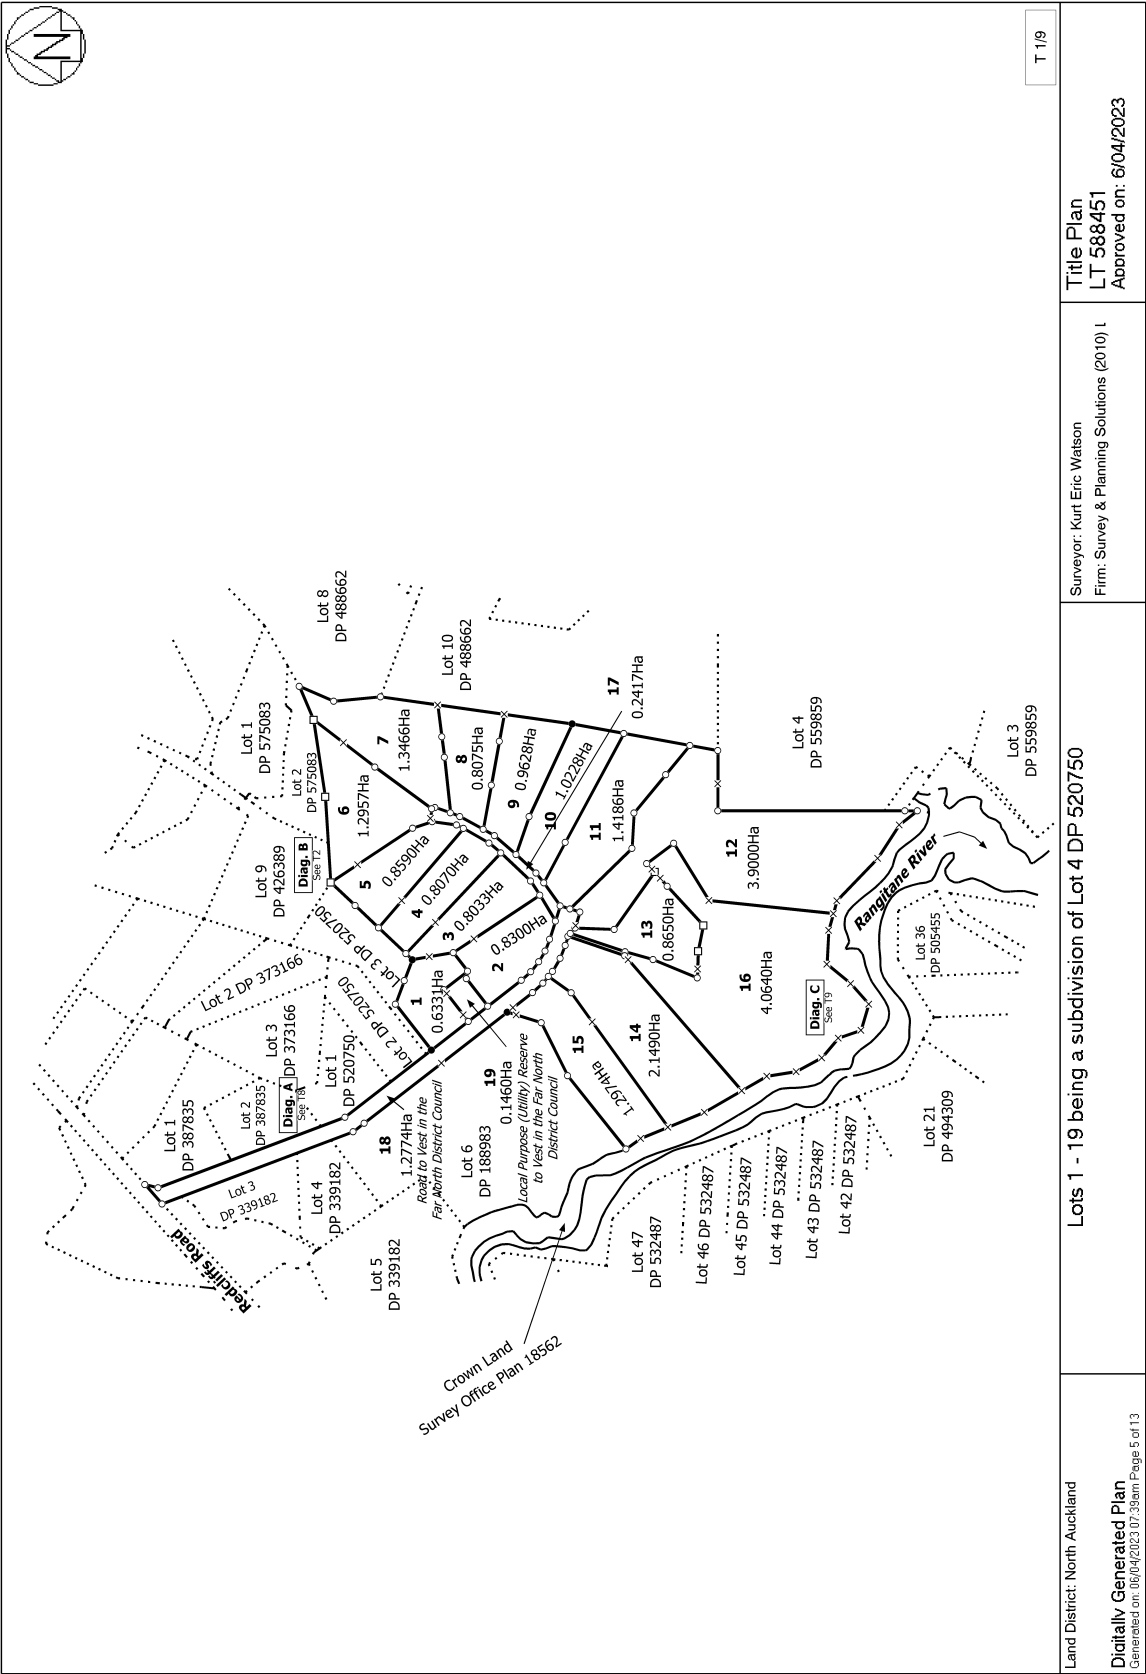 N
T 1/9
Redcliffs Road
Lot 1
DP 387835
Lot 2
DP 387835
Diag. A
See T8
Lot 3
DP 373166
Lot 2 DP 373166
Lot 1
DP 520750
Lot 2 DP 520750
Lot 3 DP 520750
Lot 9
DP 426389
Diag. B
See T2
Lot 2
DP 575083
Lot 1
DP 575083
Lot 8
DP 488662
Lot 10
DP 488662
Lot 3
DP 339182
Lot 4
DP 339182
Lot 5
DP 339182
Lot 6
DP 188983
18
1.2774Ha
Road to Vest in the
Far North District Council
19
0.1460Ha
Local Purpose (Utility) Reserve
to Vest in the Far North
District Council
1
0.6331Ha
2
0.8300Ha
3
0.8033Ha
4
0.8070Ha
5
0.8590Ha
6
1.2957Ha
7
1.3466Ha
8
0.8075Ha
9
0.9628Ha
10
1.0228Ha
17
0.2417Ha
11
1.4186Ha
12
3.9000Ha
13
0.8650Ha
14
2.1490Ha
15
1.2974Ha
16
4.0640Ha
Diag. C
See T9
Rangitane River
Lot 4
DP 559859
Lot 3
DP 559859
Lot 36
DP 505455
Lot 21
DP 494309
Lot 47
DP 532487
Lot 46 DP 532487
Lot 45 DP 532487
Lot 44 DP 532487
Lot 43 DP 532487
Lot 42 DP 532487
Crown Land
Survey Office Plan 18562
Land District: North Auckland
Digitally Generated Plan
Generated on: 06/04/2023 07:39am Page 5 of 13
Lots 1 - 19 being a subdivision of Lot 4 DP 520750
Surveyor: Kurt Eric Watson
Firm: Survey & Planning Solutions (2010) L
Title Plan
LT 588451
Approved on: 6/04/2023